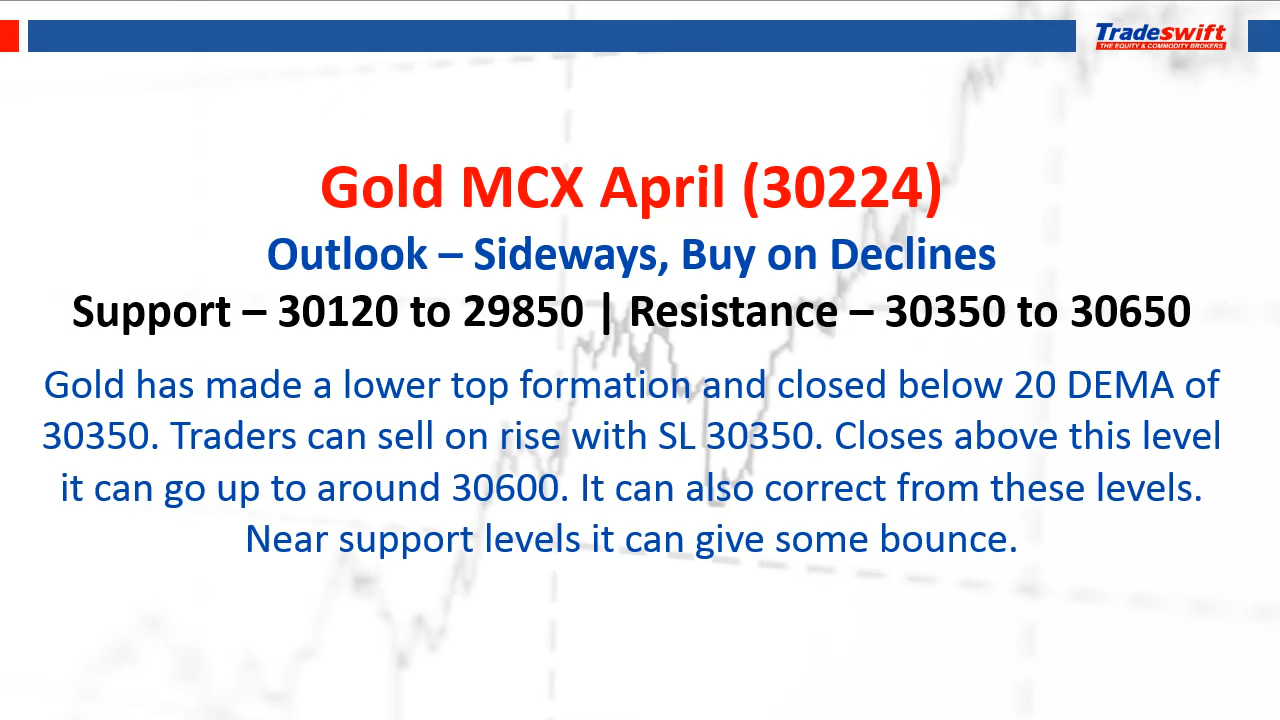 Tradeswift
THE EQUITY & COMMODITY BROKERS
Gold MCX April (30224)
Outlook – Sideways, Buy on Declines
Support – 30120 to 29850 | Resistance – 30350 to 30650
Gold has made a lower top formation and closed below 20 DEMA of
30350. Traders can sell on rise with SL 30350. Closes above this level
it can go up to around 30600. It can also correct from these levels.
Near support levels it can give some bounce.